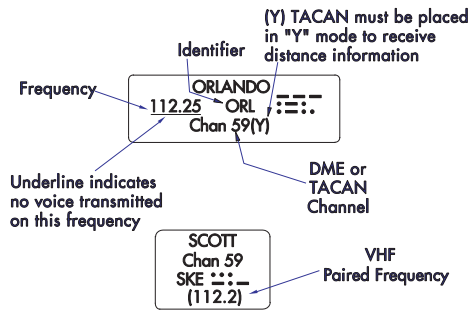 (Y) TACAN must be placed
in "Y" mode to receive
distance information
Identifier
Frequency
ORLANDO
112.25 ORL
Chan 59(Y)
Underline indicates
no voice transmitted
on this frequency
DME or
TACAN
Channel
SCOTT
Chan 59
SKE
(112.2)
VHF
Paired Frequency